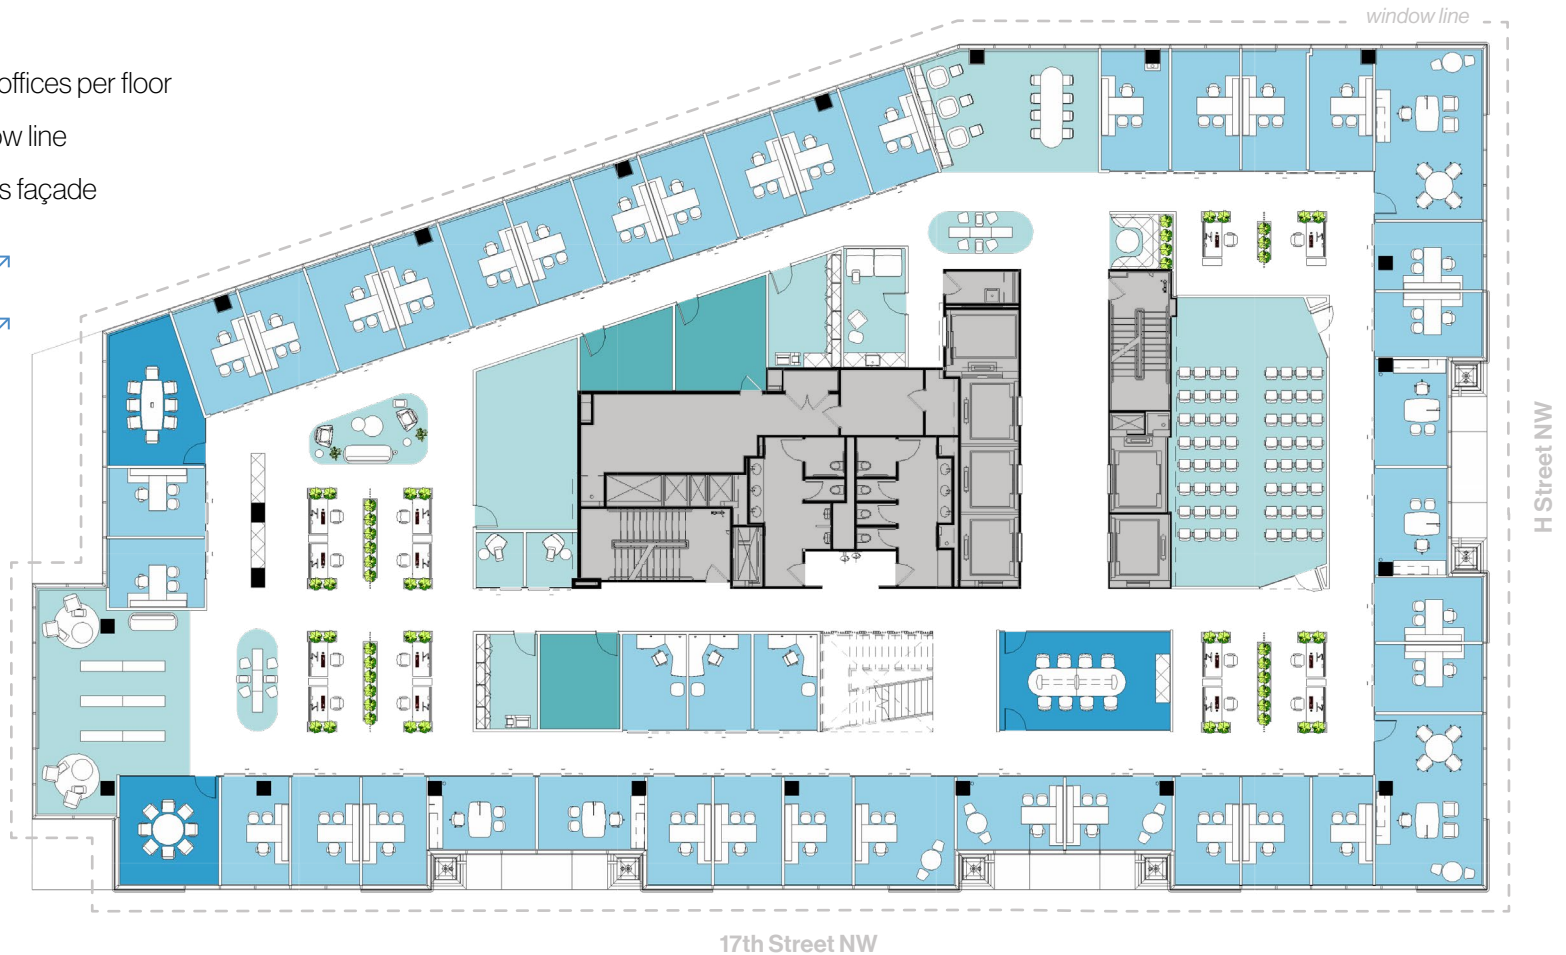 window line
offices per floor
ow line
s façade
H Street NW
17th Street NW